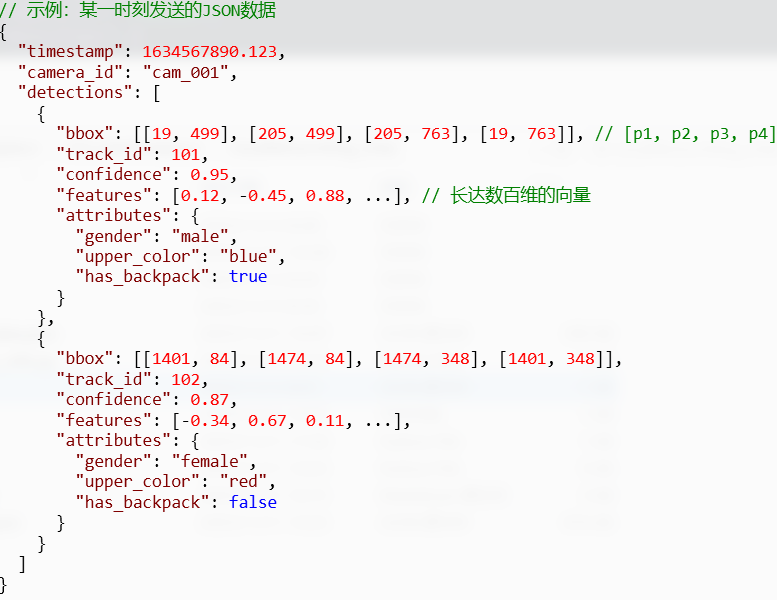 // 示例：某一时刻发送的JSON数据
{
  "timestamp": 1634567890.123,
  "camera_id": "cam_001",
  "detections": [
    {
      "bbox": [[19, 499], [205, 499], [205, 763], [19, 763]], // [p1, p2, p3, p4]
      "track_id": 101,
      "confidence": 0.95,
      "features": [0.12, -0.45, 0.88, ...], // 长达数百维的向量
      "attributes": {
        "gender": "male",
        "upper_color": "blue",
        "has_backpack": true
      }
    },
    {
      "bbox": [[1401, 84], [1474, 84], [1474, 348], [1401, 348]],
      "track_id": 102,
      "confidence": 0.87,
      "features": [-0.34, 0.67, 0.11, ...],
      "attributes": {
        "gender": "female",
        "upper_color": "red",
        "has_backpack": false
      }
    }
  ]
}